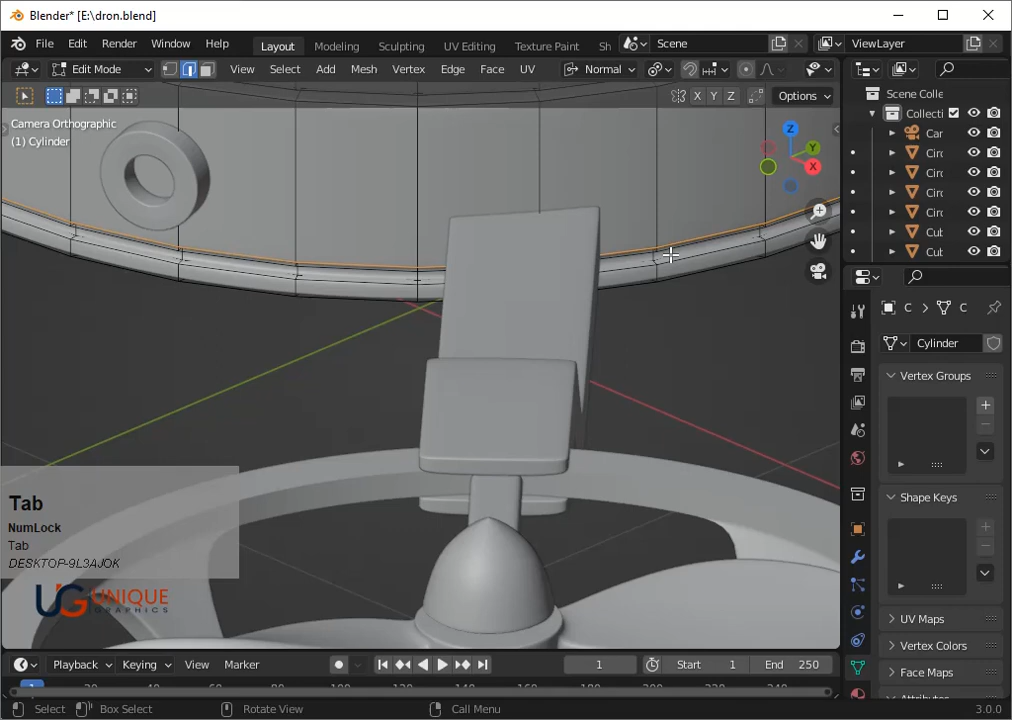 Blender* [E:\dron.blend]
File Edit Render Window Help Layout Modeling Sculpting UV Editing Texture Paint Sh Scene ViewLayer
Edit Mode View Select Add Mesh Vertex Edge Face UV Normal
X Y Z Options
Scene Colle
Collecti
Car
Circ
Circ
Circ
Circ
Cut
Cut
Camera Orthographic
(1) Cylinder
Z
Y
X
C > C
Cylinder
Vertex Groups
Shape Keys
UV Maps
Vertex Colors
Face Maps
Tab
NumLock
Tab
DESKTOP-9L3AJOK
UG UNIQUE
GRAPHICS
Playback Keying View Marker 1 Start 1 End 250
1
Select Box Select Rotate View Call Menu 3.0.0